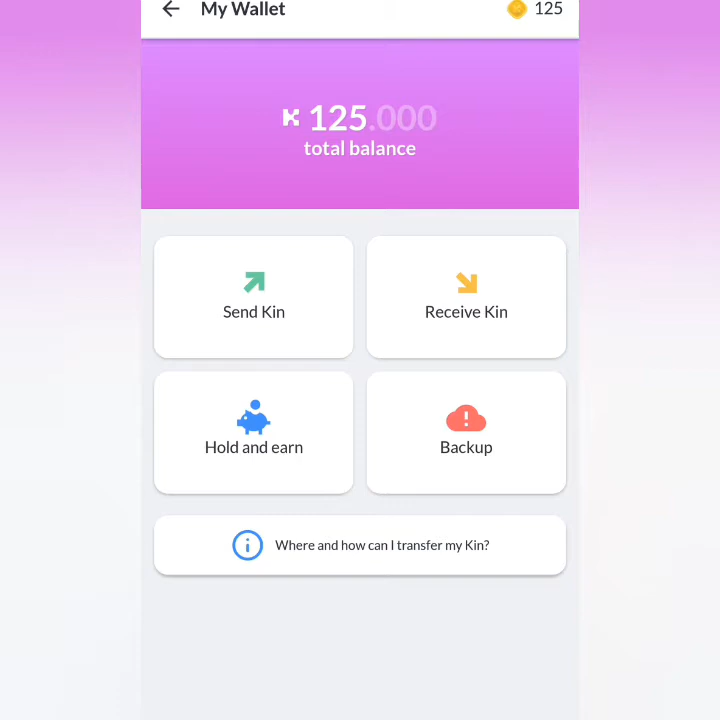 My Wallet
125
125.000
total balance
Send Kin
Receive Kin
Hold and earn
Backup
Where and how can I transfer my Kin?